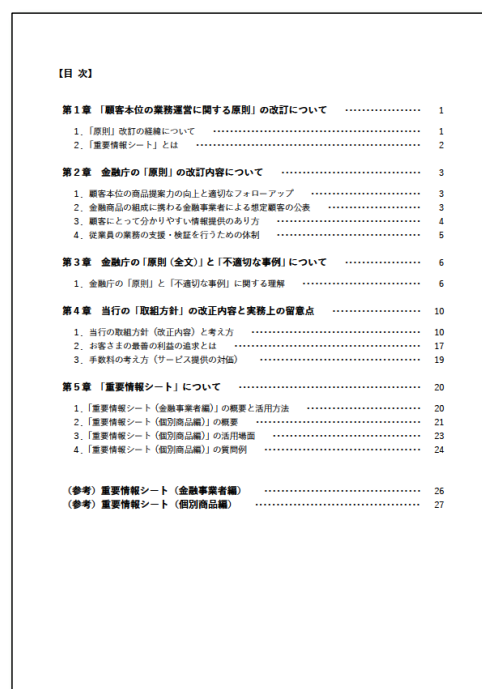 【目 次】
第1章 「顧客本位の業務運営に関する原則」の改訂について ‥‥‥‥‥‥‥‥‥ 1
1．「原則」改訂の経緯について ‥‥‥‥‥‥‥‥‥‥‥‥‥‥‥‥‥‥‥‥‥‥‥‥ 1
2．「重要情報シート」とは ‥‥‥‥‥‥‥‥‥‥‥‥‥‥‥‥‥‥‥‥‥‥‥‥‥‥ 2
第2章 金融庁の「原則」の改訂内容について ‥‥‥‥‥‥‥‥‥‥‥‥‥‥‥‥ 3
1．顧客本位の商品提案力の向上と適切なフォローアップ ‥‥‥‥‥‥‥‥‥‥‥‥‥ 3
2．金融商品の組成に携わる金融事業者による想定顧客の公表 ‥‥‥‥‥‥‥‥‥‥‥ 3
3．顧客にとって分かりやすい情報提供のあり方 ‥‥‥‥‥‥‥‥‥‥‥‥‥‥‥‥‥ 4
4．従業員の業務の支援・検証を行うための体制 ‥‥‥‥‥‥‥‥‥‥‥‥‥‥‥‥‥ 5
第3章 金融庁の「原則（全文）」と「不適切な事例」について ‥‥‥‥‥‥‥‥‥ 6
1．金融庁の「原則」と「不適切な事例」に関する理解 ‥‥‥‥‥‥‥‥‥‥‥‥‥‥ 6
第4章 当行の「取組方針」の改正内容と実務上の留意点 ‥‥‥‥‥‥‥‥‥‥‥‥ 10
1．当行の取組方針（改正内容）と考え方 ‥‥‥‥‥‥‥‥‥‥‥‥‥‥‥‥‥‥‥‥ 10
2．お客さまの最善の利益の追求とは ‥‥‥‥‥‥‥‥‥‥‥‥‥‥‥‥‥‥‥‥‥‥ 17
3．手数料の考え方（サービス提供の対価） ‥‥‥‥‥‥‥‥‥‥‥‥‥‥‥‥‥‥‥ 19
第5章 「重要情報シート」について ‥‥‥‥‥‥‥‥‥‥‥‥‥‥‥‥‥‥‥‥‥ 20
1．「重要情報シート（金融事業者編）」の概要と活用方法 ‥‥‥‥‥‥‥‥‥‥‥‥ 20
2．「重要情報シート（個別商品編）」の概要 ‥‥‥‥‥‥‥‥‥‥‥‥‥‥‥‥‥‥ 21
3．「重要情報シート（個別商品編）」の活用場面 ‥‥‥‥‥‥‥‥‥‥‥‥‥‥‥‥ 23
4．「重要情報シート（個別商品編）」の質問例 ‥‥‥‥‥‥‥‥‥‥‥‥‥‥‥‥‥ 24
（参考）重要情報シート（金融事業者編） ‥‥‥‥‥‥‥‥‥‥‥‥‥‥‥‥‥‥ 26
（参考）重要情報シート（個別商品編） ‥‥‥‥‥‥‥‥‥‥‥‥‥‥‥‥‥‥‥ 27